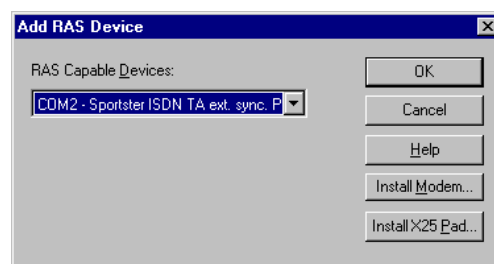 Add RAS Device
RAS Capable Devices:
COM2 - Sportster ISDN TA ext. sync. P
OK
Cancel
Help
Install Modem...
Install X25 Pad...